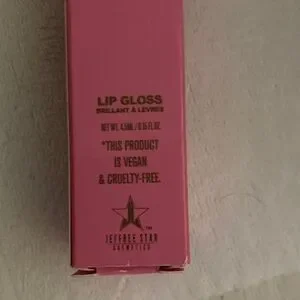 LIP GLOSS
BRILLANT À LÈVRES
NET WT. 4.5ML / 0.15 FL.OZ.
*THIS PRODUCT
IS VEGAN
& CRUELTY-FREE.
JEFFREE STAR
COSMETICS